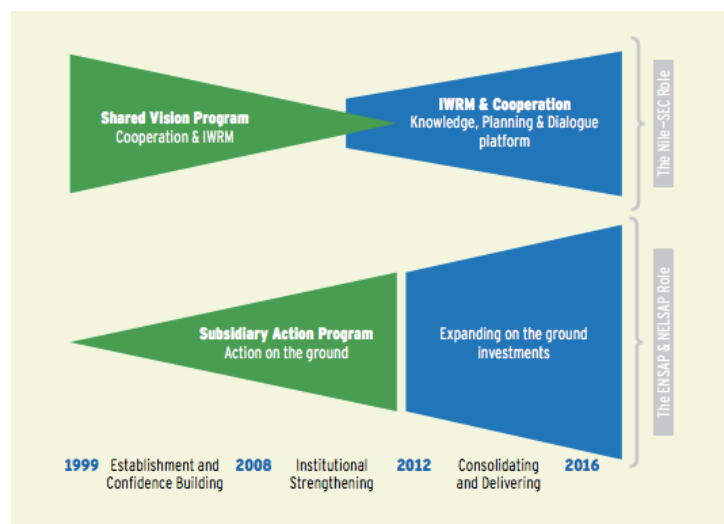 Shared Vision Program
Cooperation & IWRM
IWRM & Cooperation
Knowledge, Planning & Dialogue
platform
The Nile–SEC Role
Subsidiary Action Program
Action on the ground
Expanding on the ground
investments
The ENSAP & NELSAP Role
1999 Establishment and
Confidence Building
2008 Institutional
Strengthening
2012 Consolidating
and Delivering
2016